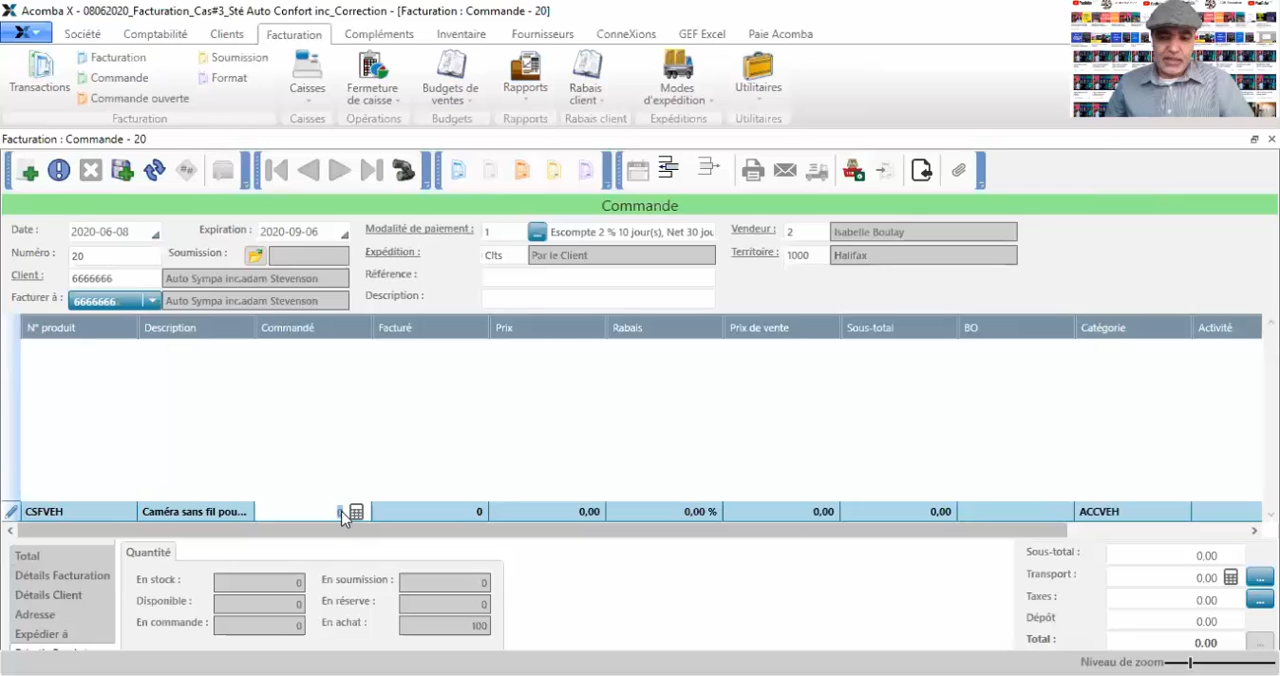 Acomba X - 08062020_Facturation_Cas#3_Sté Auto Confort inc_Correction - [Facturation : Commande - 20]
Société Comptabilité Clients Facturation Inventaire ConneXions GEF Excel Paie Acomba
Transactions
Facturation
Commande
Commande ouverte
Soumission
Format
Caisses
Fermeture de caisse
Budgets de ventes
Rapports
Rabais client
Modes d'expédition
Utilitaires
Facturation Caisses Budgets Rapports Rabais client Expéditions Utilitaires
Facturation : Commande - 20
Commande
Date : 2020-06-08 Expiration : 2020-09-06 Modalité de paiement : 1 Escompte 2 % 10 jour(s), Net 30 jou Vendeur : 2 Isabelle Boulay
Numéro : 20 Soumission : Expédition : Clts Par le Client Territoire : 1000 Halifax
Client : 6666666 Auto Sympa inc.adam Stevenson Référence :
Facturer à : 6666666 Auto Sympa inc.adam Stevenson Description :
N° produit Description Commandé Facturé Prix Rabais Prix de vente Sous-total BO Catégorie Activité
CSFVEH Caméra sans fil pou... 0 0,00 0,00 % 0,00 0,00 ACCVEH
Total
Détails Facturation
Détails Client
Adresse
Expédier à
Quantité
En stock : 0 En soumission : 0
Disponible : 0 En réserve : 0
En commande : 0 En achat : 100
Sous-total : 0.00
Transport : 0.00 ...
Taxes : 0.00 ...
Dépôt 0.00
Total : 0.00 ...
Niveau de zoom